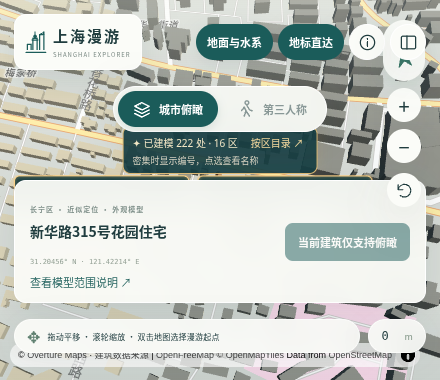 上海漫游
SHANGHAI EXPLORER
地面与水系
地标直达
城市俯瞰
第三人称
✦ 已建模 222 处 · 16 区 按区目录 ↗
密集时显示编号，点选查看名称
长宁区 · 近似定位 · 外观模型
新华路315号花园住宅
当前建筑仅支持俯瞰
31.20456° N · 121.42214° E
查看模型范围说明 ↗
拖动平移 · 滚轮缩放 · 双击地图选择漫游起点
0 m
© Overture Maps · 建筑数据来源 | OpenFreeMap © OpenMapTiles Data from OpenStreetMap